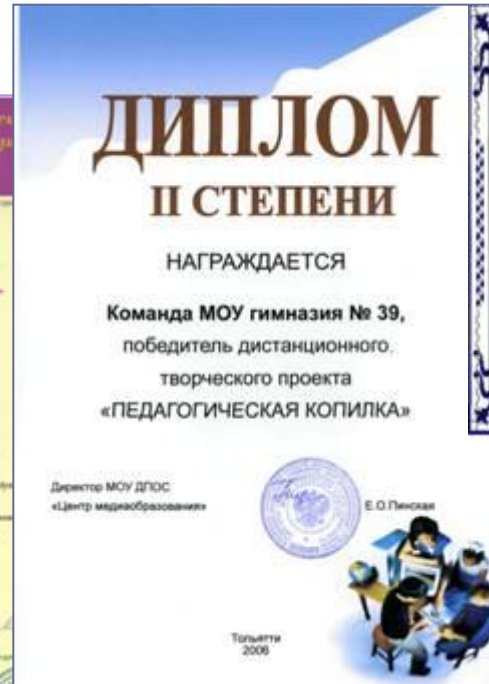 ДИПЛОМ
II СТЕПЕНИ
НАГРАЖДАЕТСЯ
Команда МОУ гимназия № 39,
победитель дистанционного
творческого проекта
«ПЕДАГОГИЧЕСКАЯ КОПИЛКА»
Директор МОУ ДПОС
«Центр медиаобразования»
Е.О.Пинская
Тольятти
2006